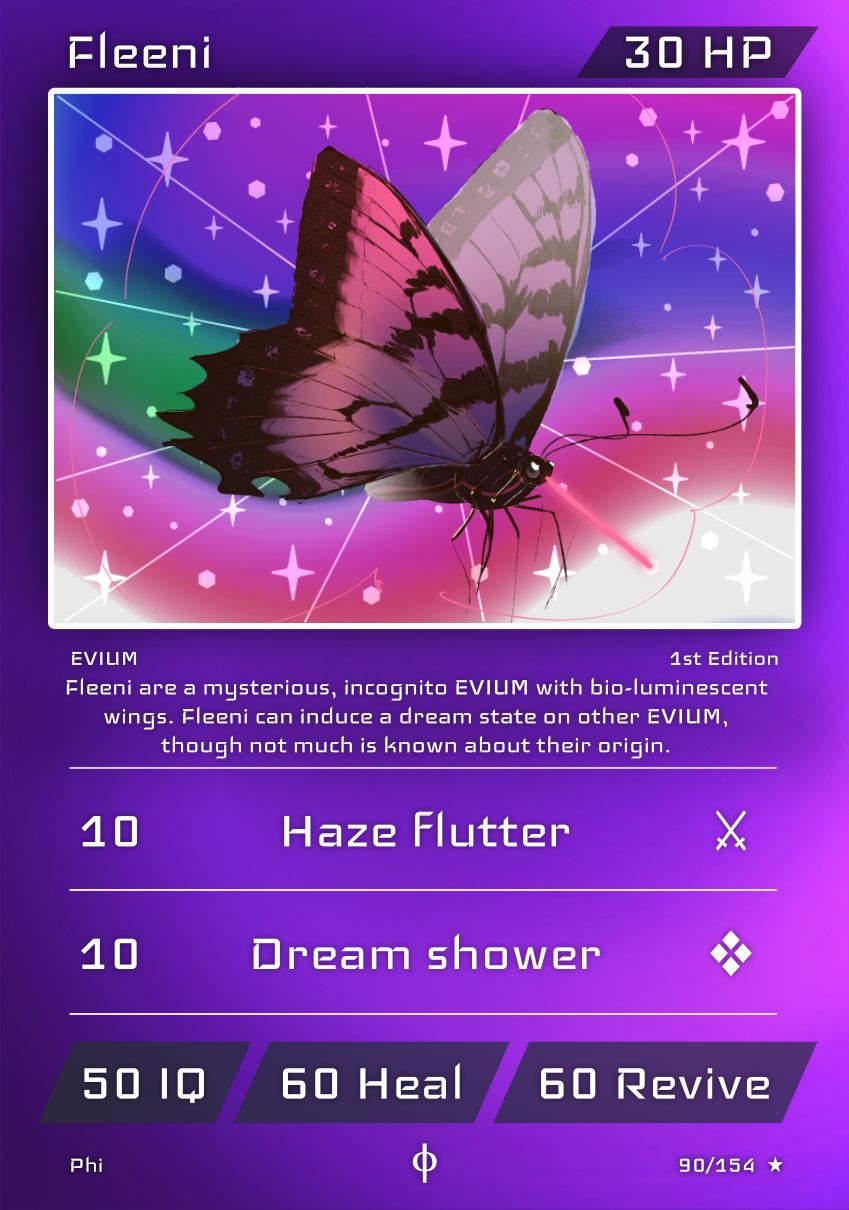 Fleeni
30 HP
EVIUM
1st Edition
Fleeni are a mysterious, incognito EVIUM with bio-luminescent
wings. Fleeni can induce a dream state on other EVIUM,
though not much is known about their origin.
10 Haze Flutter
10 Dream shower
50 IQ
60 Heal
60 Revive
Phi
ϕ
90/154 ★